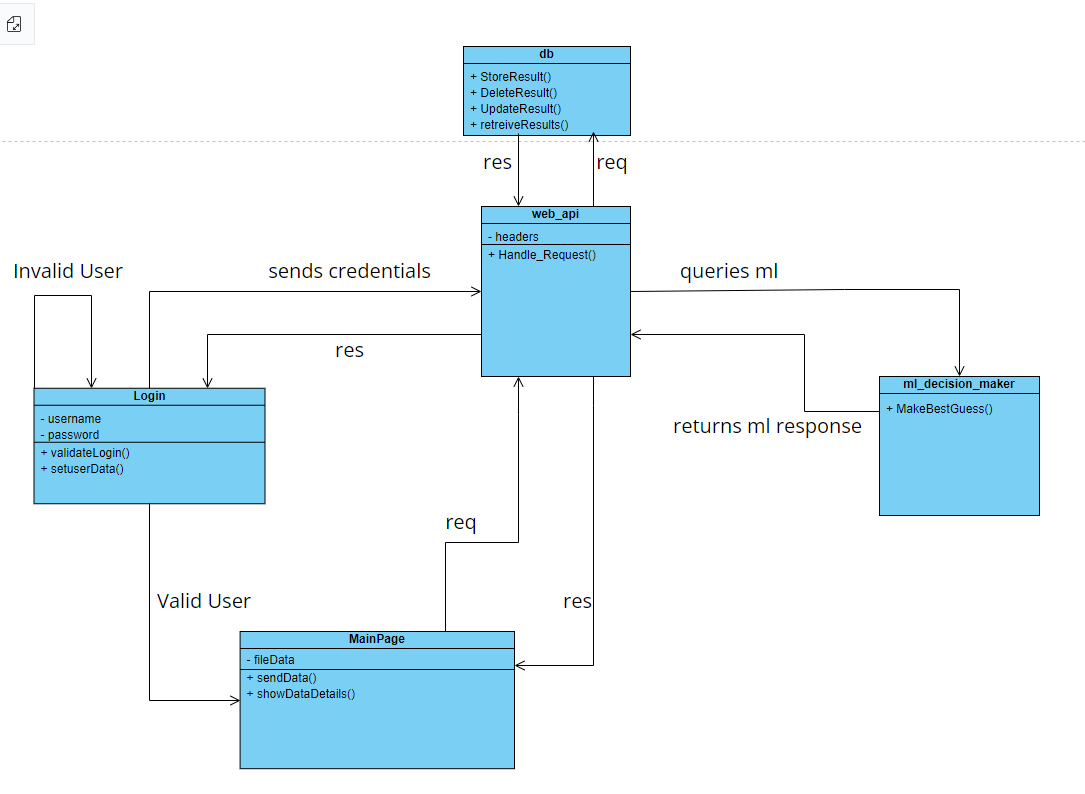 db
+ StoreResult()
+ DeleteResult()
+ UpdateResult()
+ retreiveResults()
res
req
web_api
- headers
+ Handle_Request()
Invalid User
sends credentials
queries ml
res
Login
- username
- password
+ validateLogin()
+ setuserData()
ml_decision_maker
+ MakeBestGuess()
returns ml response
req
Valid User
res
MainPage
- fileData
+ sendData()
+ showDataDetails()